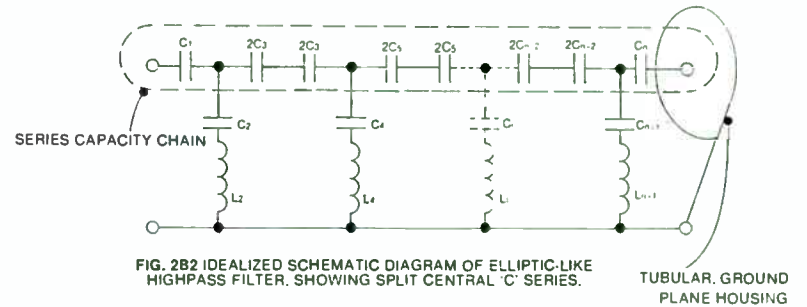 C1 2C3 2C3 2C5 2C5 2Cn-2 2Cn-2 Cn
C2 C4 Ci Cn-1
SERIES CAPACITY CHAIN
L2 L4 Li Ln-1
FIG. 2B2 IDEALIZED SCHEMATIC DIAGRAM OF ELLIPTIC-LIKE
HIGHPASS FILTER, SHOWING SPLIT CENTRAL 'C' SERIES.
TUBULAR, GROUND
PLANE HOUSING